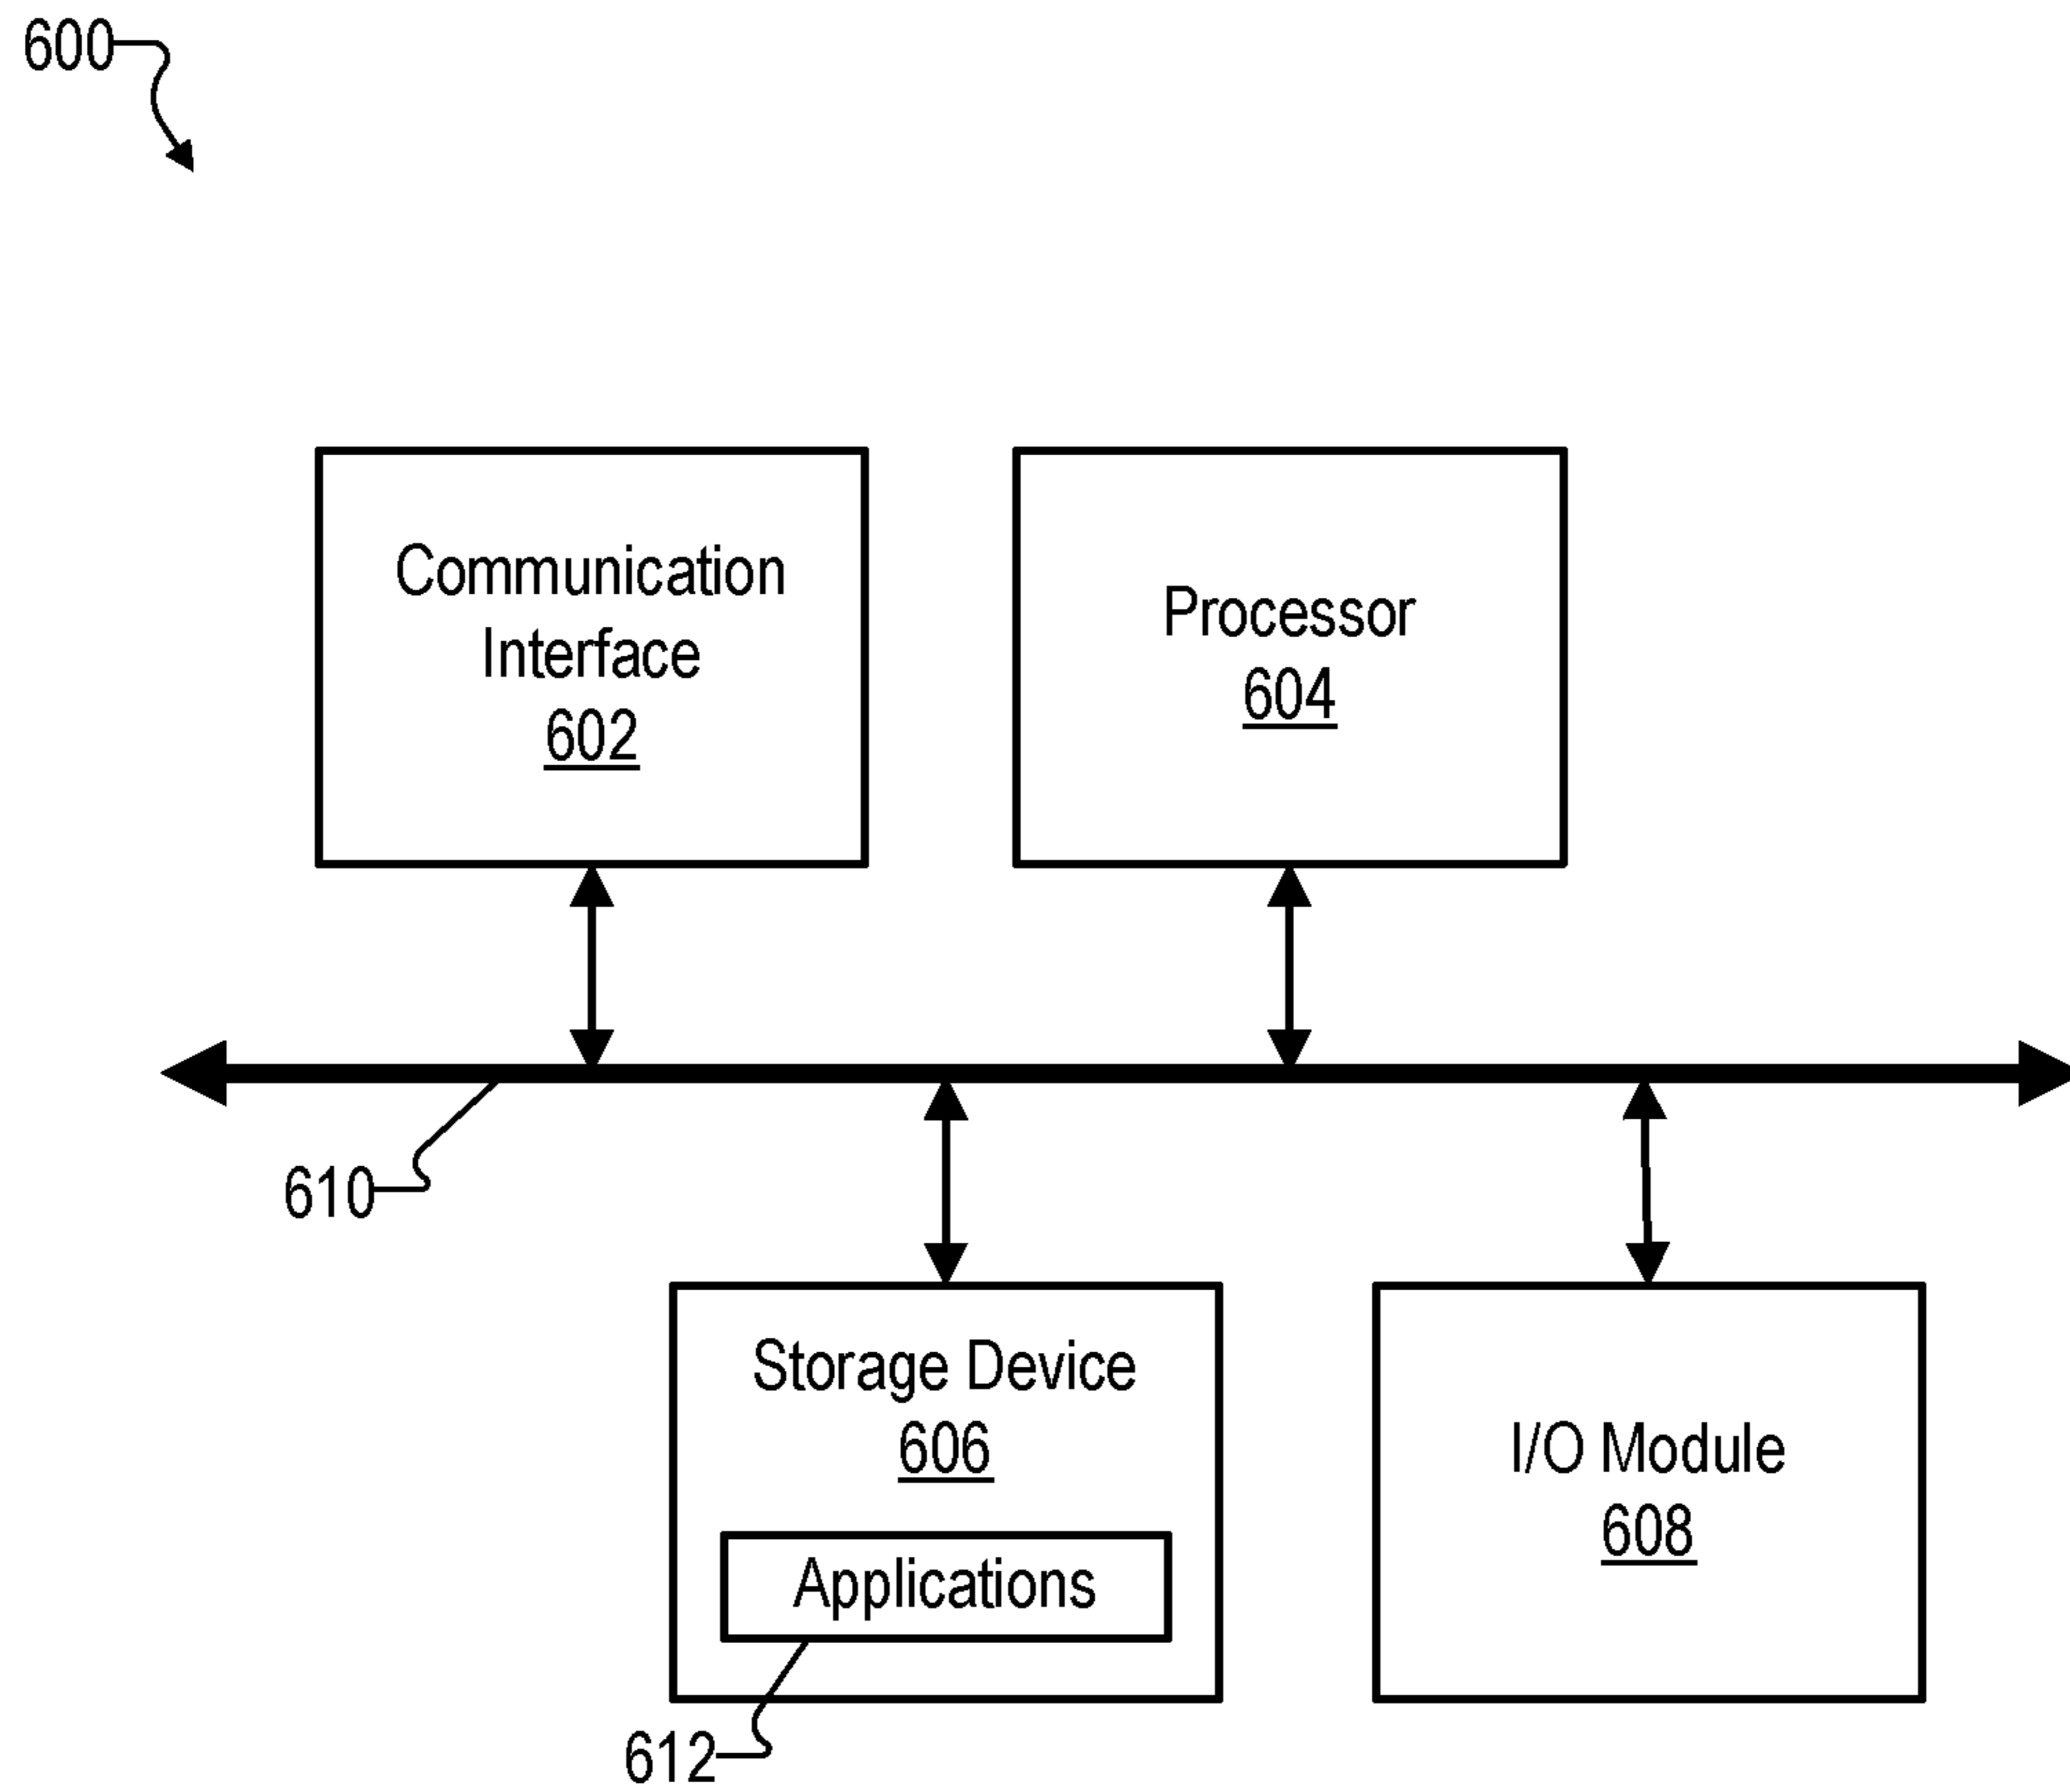 600
Communication
Interface
602
Processor
604
610
Storage Device
606
Applications
612
I/O Module
608